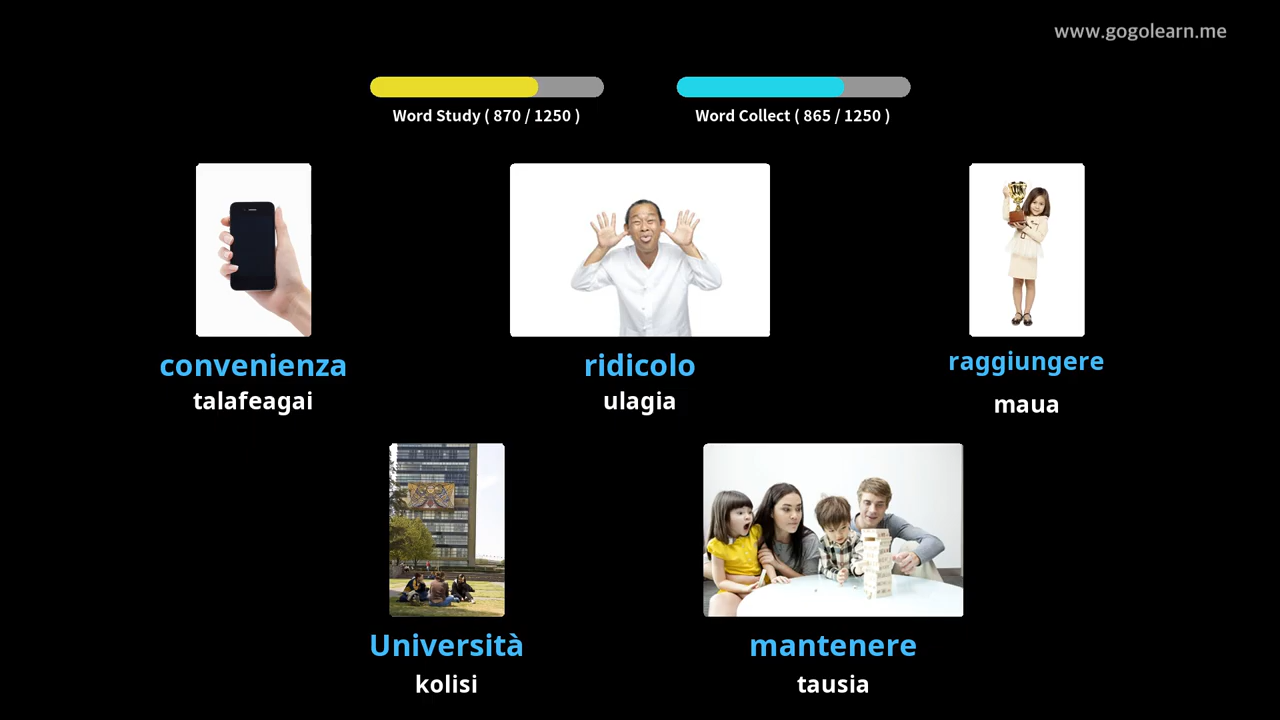 www.gogolearn.me
Word Study ( 870 / 1250 )
Word Collect ( 865 / 1250 )
convenienza
talafeagai
ridicolo
ulagia
raggiungere
maua
Università
kolisi
mantenere
tausia